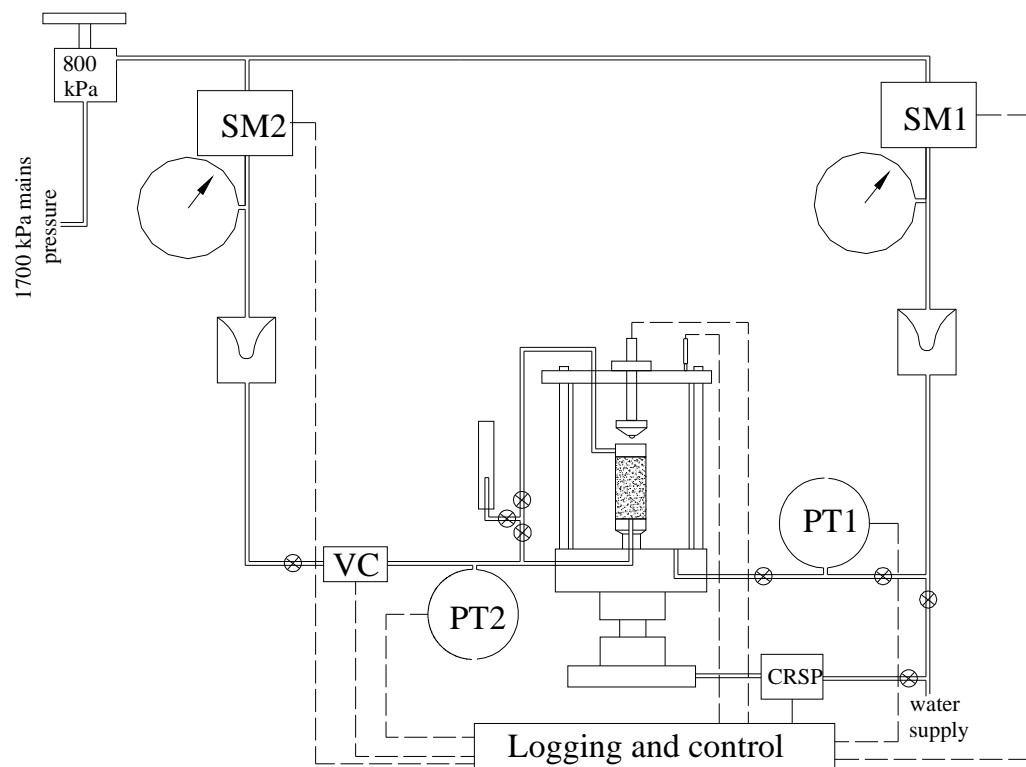 800
kPa
SM2
SM1
1700 kPa mains
pressure
PT1
VC
PT2
CRSP
water
supply
Logging and control